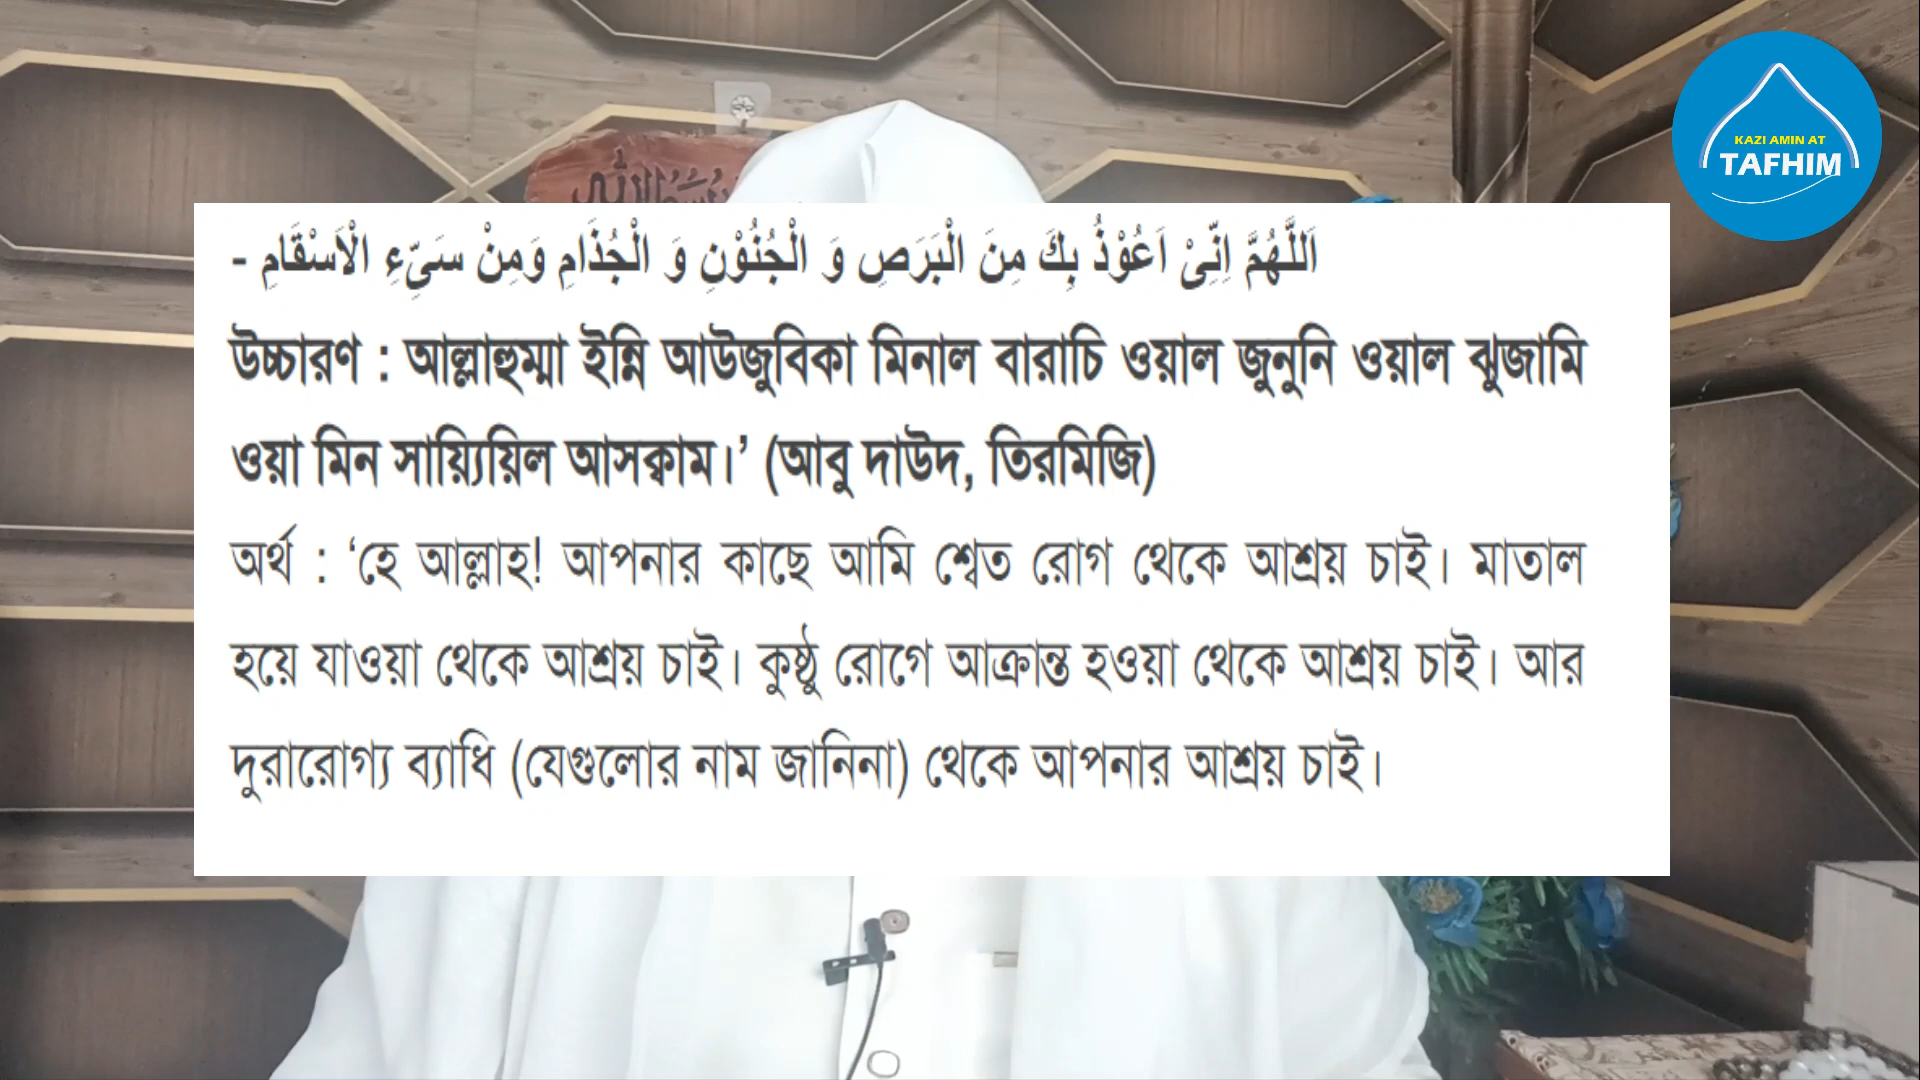 KAZI AMIN AT
TAFHIM
اَللَّهُمَّ اِنِّىْ اَعُوْذُ بِكَ مِنَ الْبَرَصِ وَ الْجُنُوْنِ وَ الْجُذَامِ وَمِنْ سَىِّءِ الْاَسْقَامِ -
উচ্চারণ : আল্লাহুম্মা ইন্নি আউজুবিকা মিনাল বারাচি ওয়াল জুনুনি ওয়াল ঝুজামি
ওয়া মিন সায়্যিয়িল আসক্বাম।’ (আবু দাউদ, তিরমিজি)
অর্থ : ‘হে আল্লাহ! আপনার কাছে আমি শ্বেত রোগ থেকে আশ্রয় চাই। মাতাল
হয়ে যাওয়া থেকে আশ্রয় চাই। কুষ্ঠু রোগে আক্রান্ত হওয়া থেকে আশ্রয় চাই। আর
দুরারোগ্য ব্যাধি (যেগুলোর নাম জানিনা) থেকে আপনার আশ্রয় চাই।